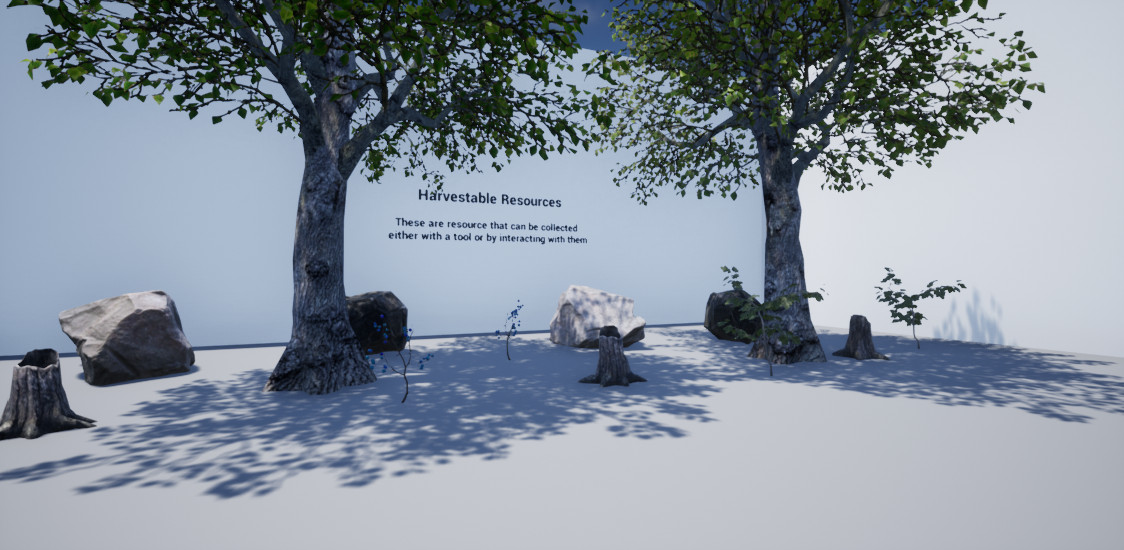 Harvestable Resources
These are resource that can be collected
either with a tool or by interacting with them